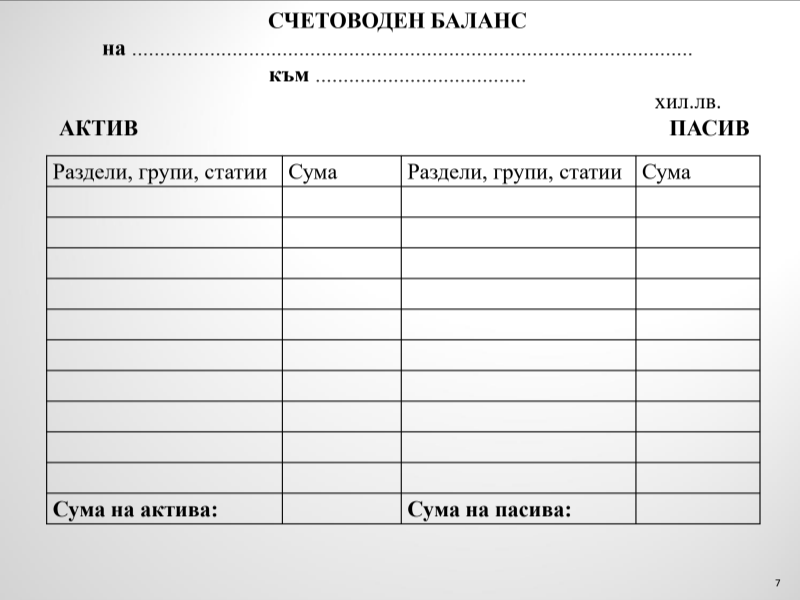 СЧЕТОВОДЕН БАЛАНС
на ....................................................................................................
към ......................................
хил.лв.
АКТИВ ПАСИВ
Раздели, групи, статии Сума Раздели, групи, статии Сума
Сума на актива: Сума на пасива:
7